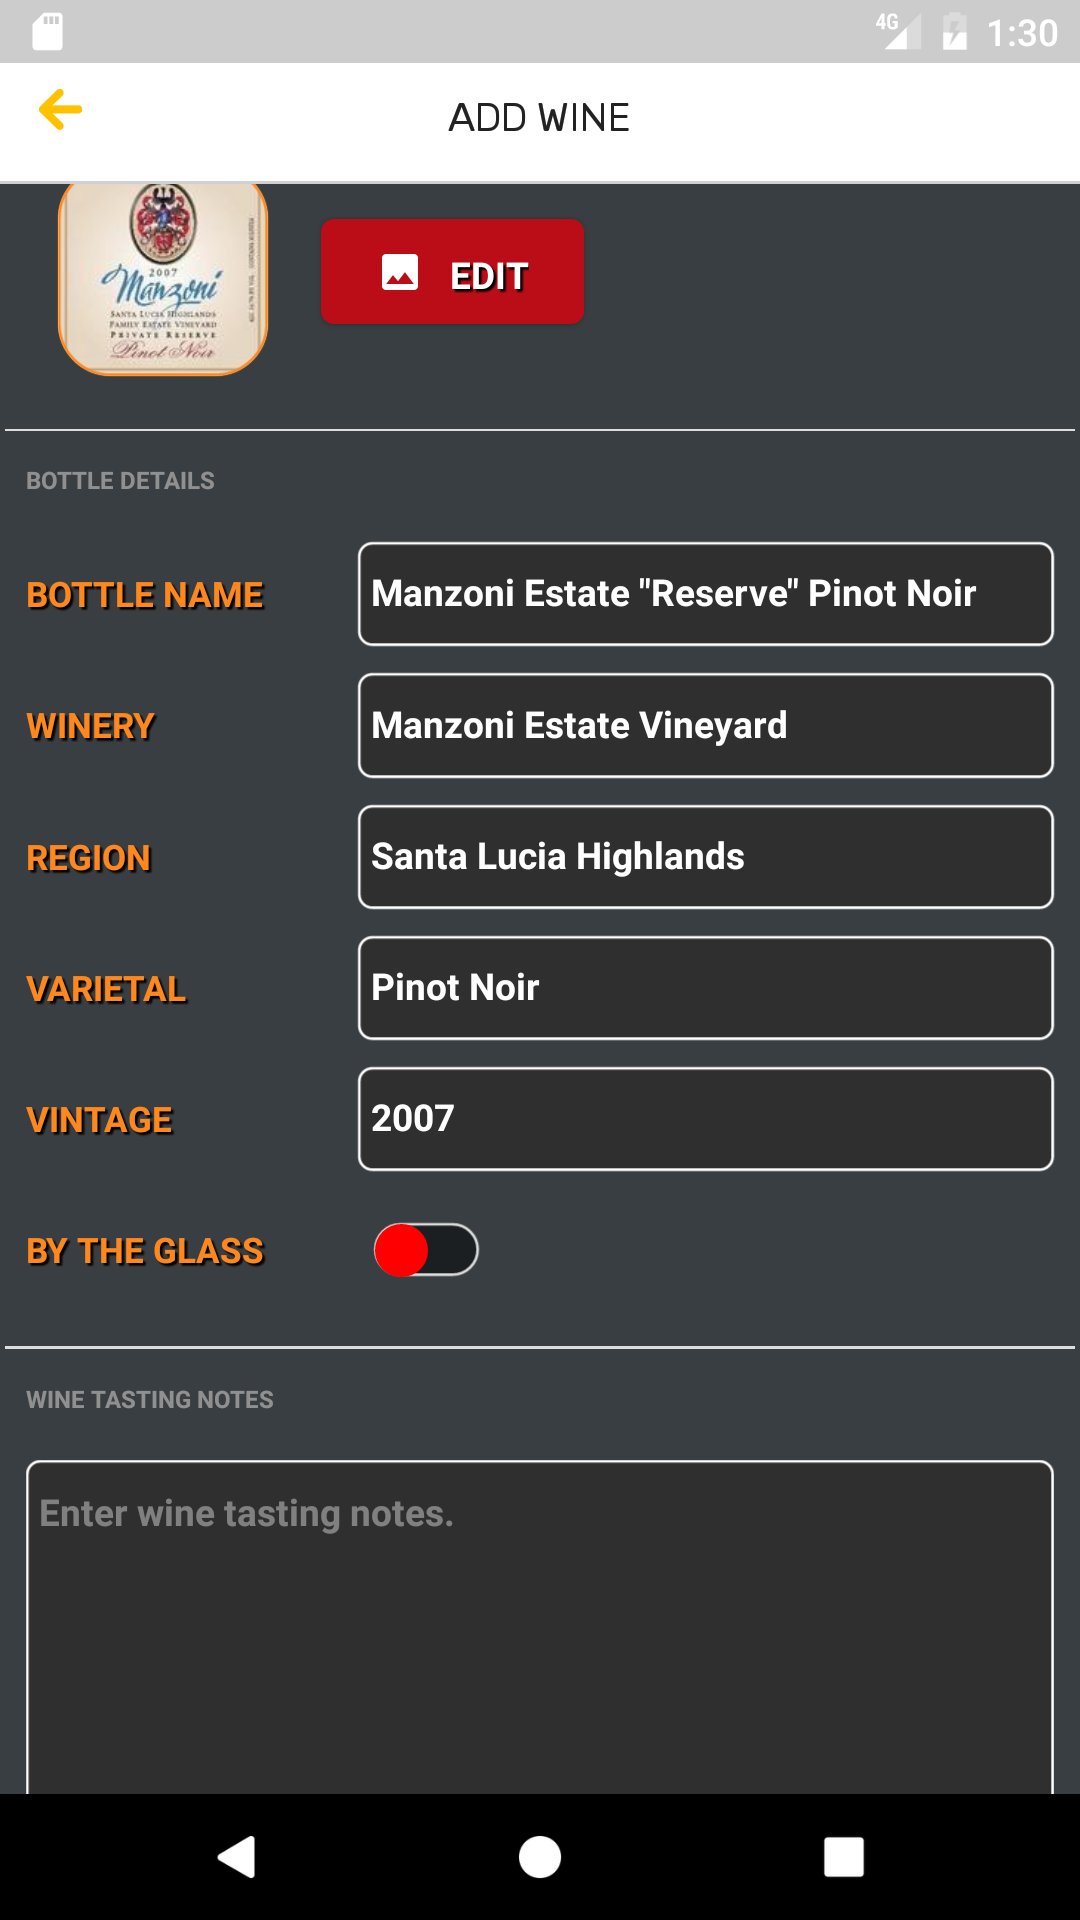 4G 1:30
ADD WINE
2007
Manzoni
SANTA LUCIA HIGHLANDS
FAMILY ESTATE VINEYARD
PRIVATE RESERVE
Pinot Noir
EDIT
BOTTLE DETAILS
BOTTLE NAME
Manzoni Estate "Reserve" Pinot Noir
WINERY
Manzoni Estate Vineyard
REGION
Santa Lucia Highlands
VARIETAL
Pinot Noir
VINTAGE
2007
BY THE GLASS
WINE TASTING NOTES
Enter wine tasting notes.